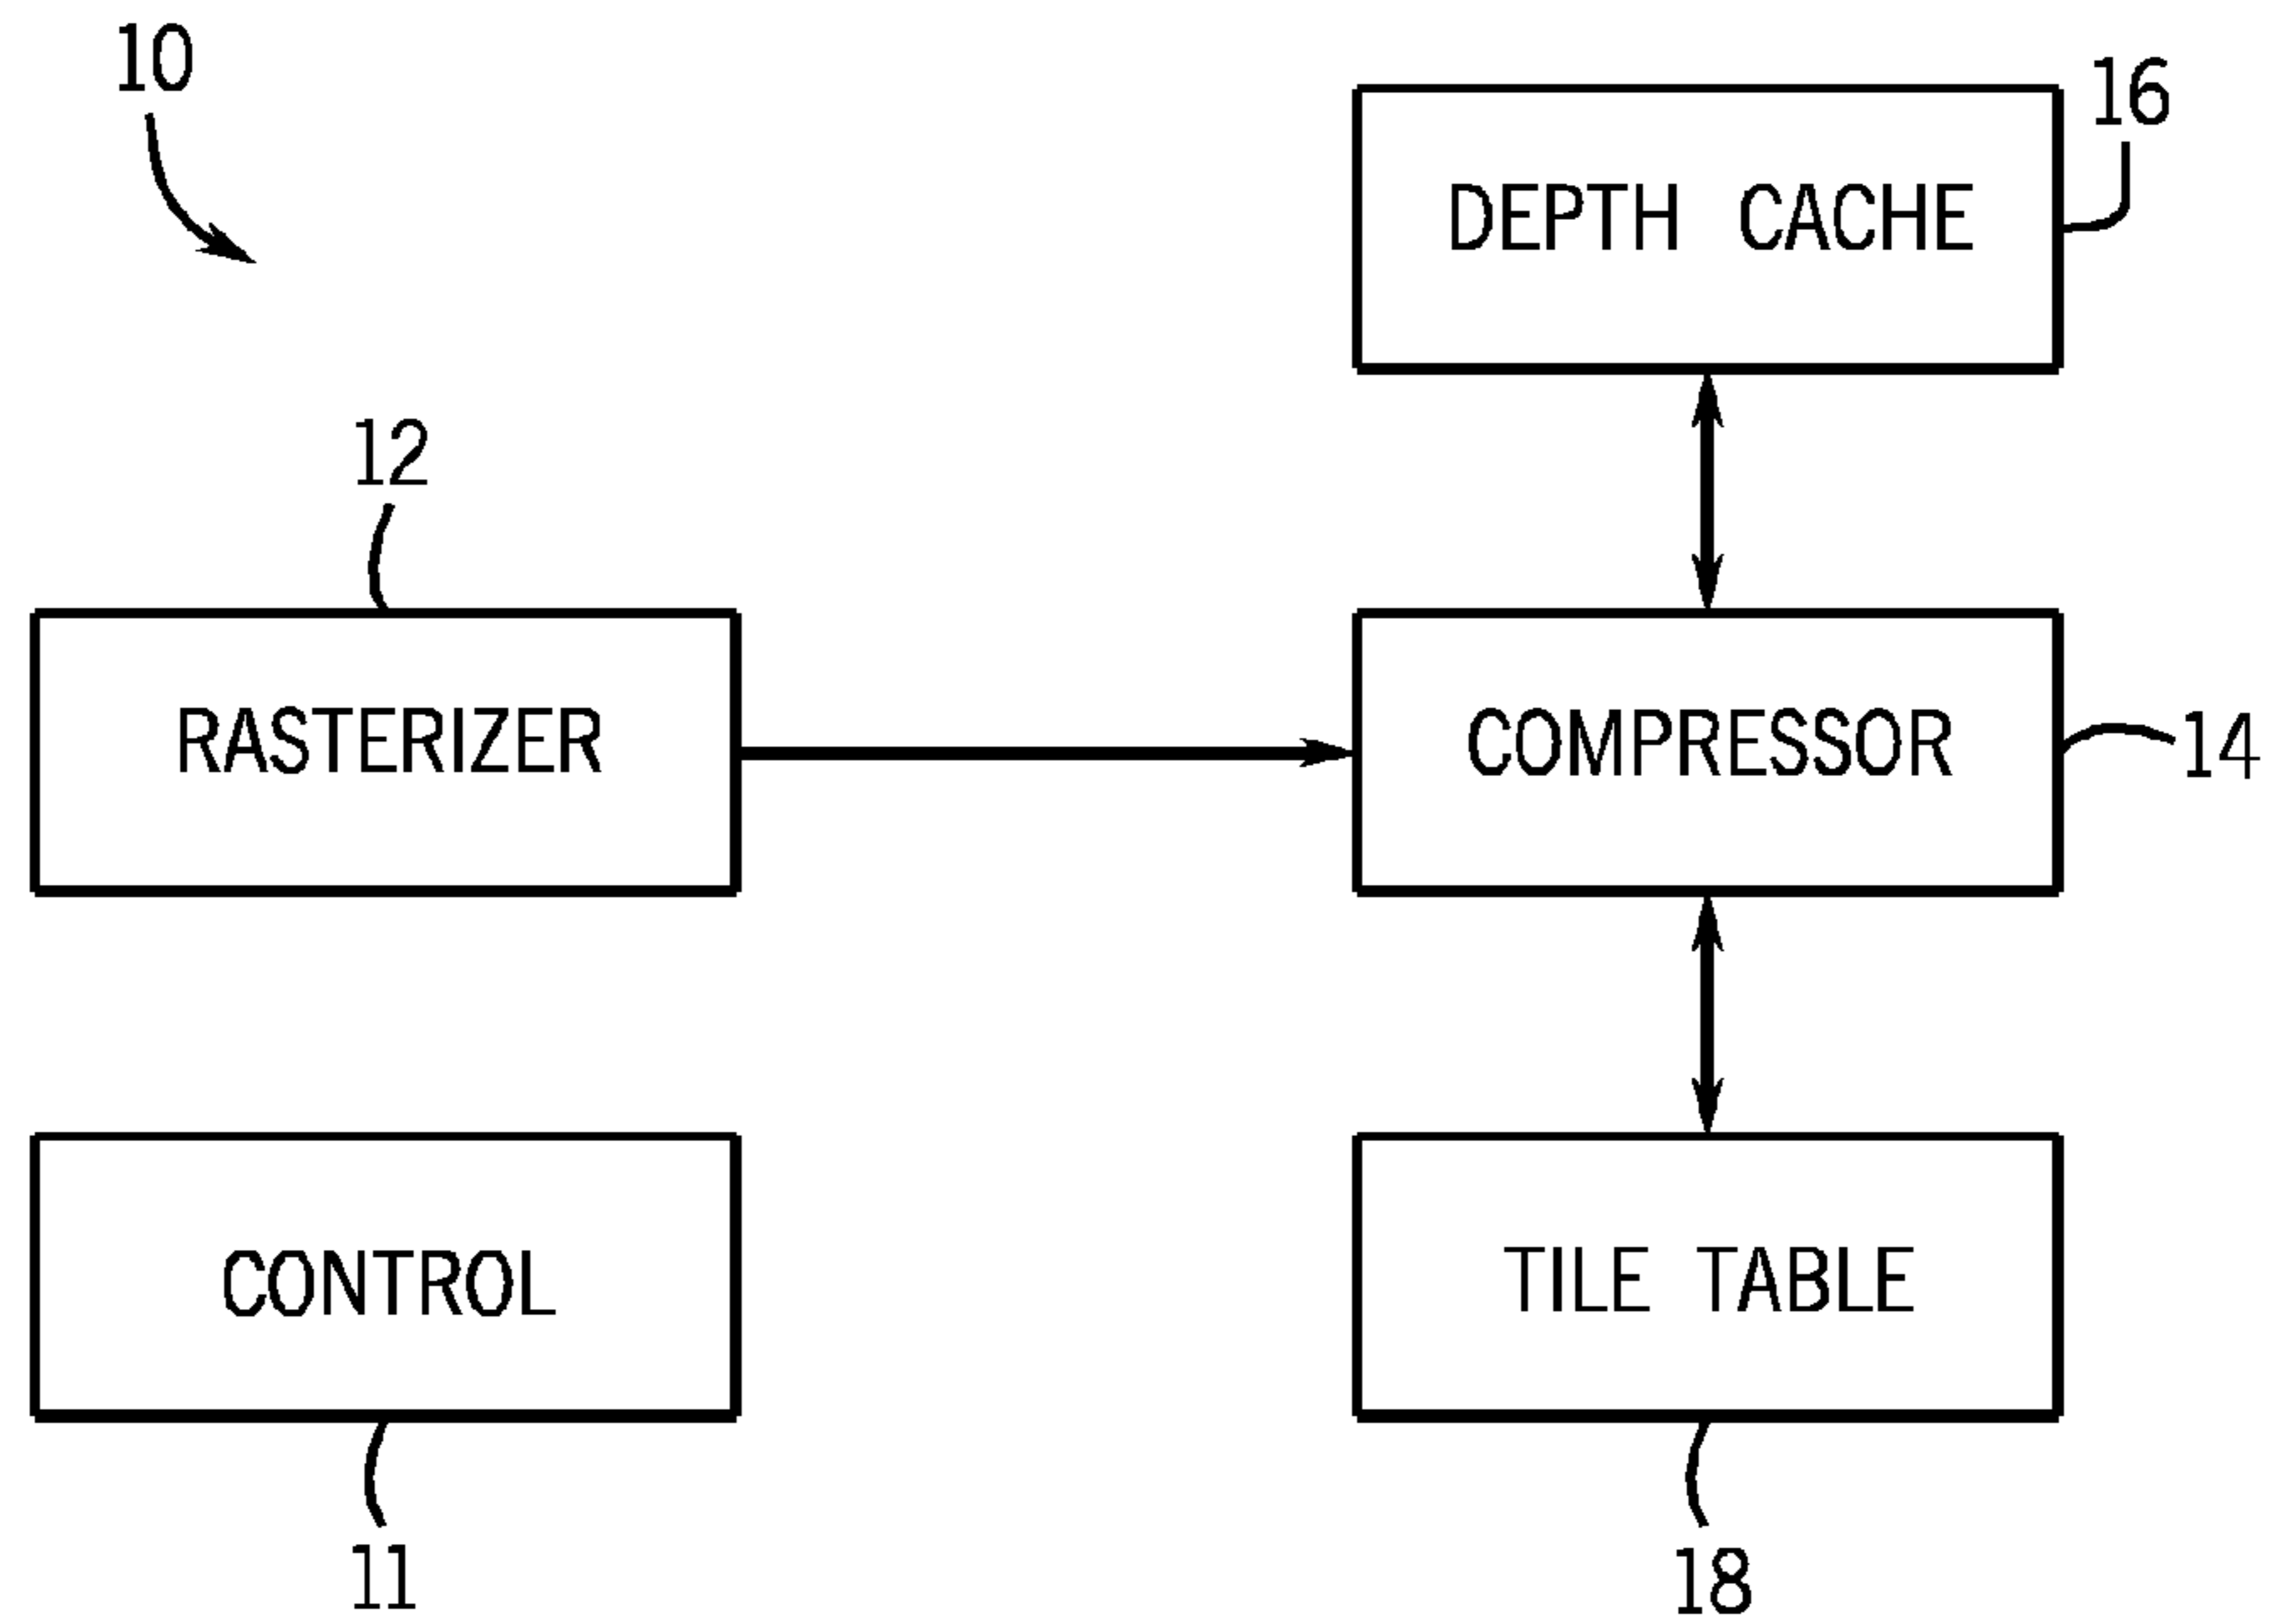 10
16
DEPTH CACHE
12
RASTERIZER
COMPRESSOR
14
CONTROL
TILE TABLE
11
18